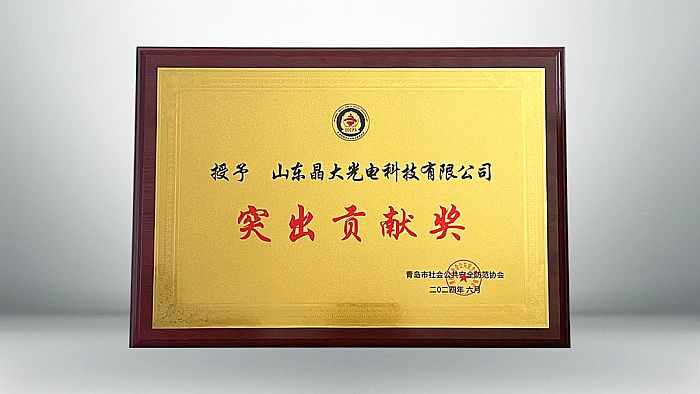 授予 山东晶大光电科技有限公司
突出贡献奖
青岛市社会公共安全防范协会
二〇二四年 六月